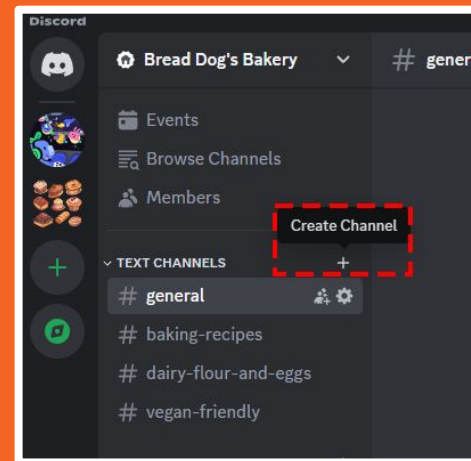 Discord
Bread Dog's Bakery
# gener
Events
Browse Channels
Members
Create Channel
TEXT CHANNELS +
# general
# baking-recipes
# dairy-flour-and-eggs
# vegan-friendly